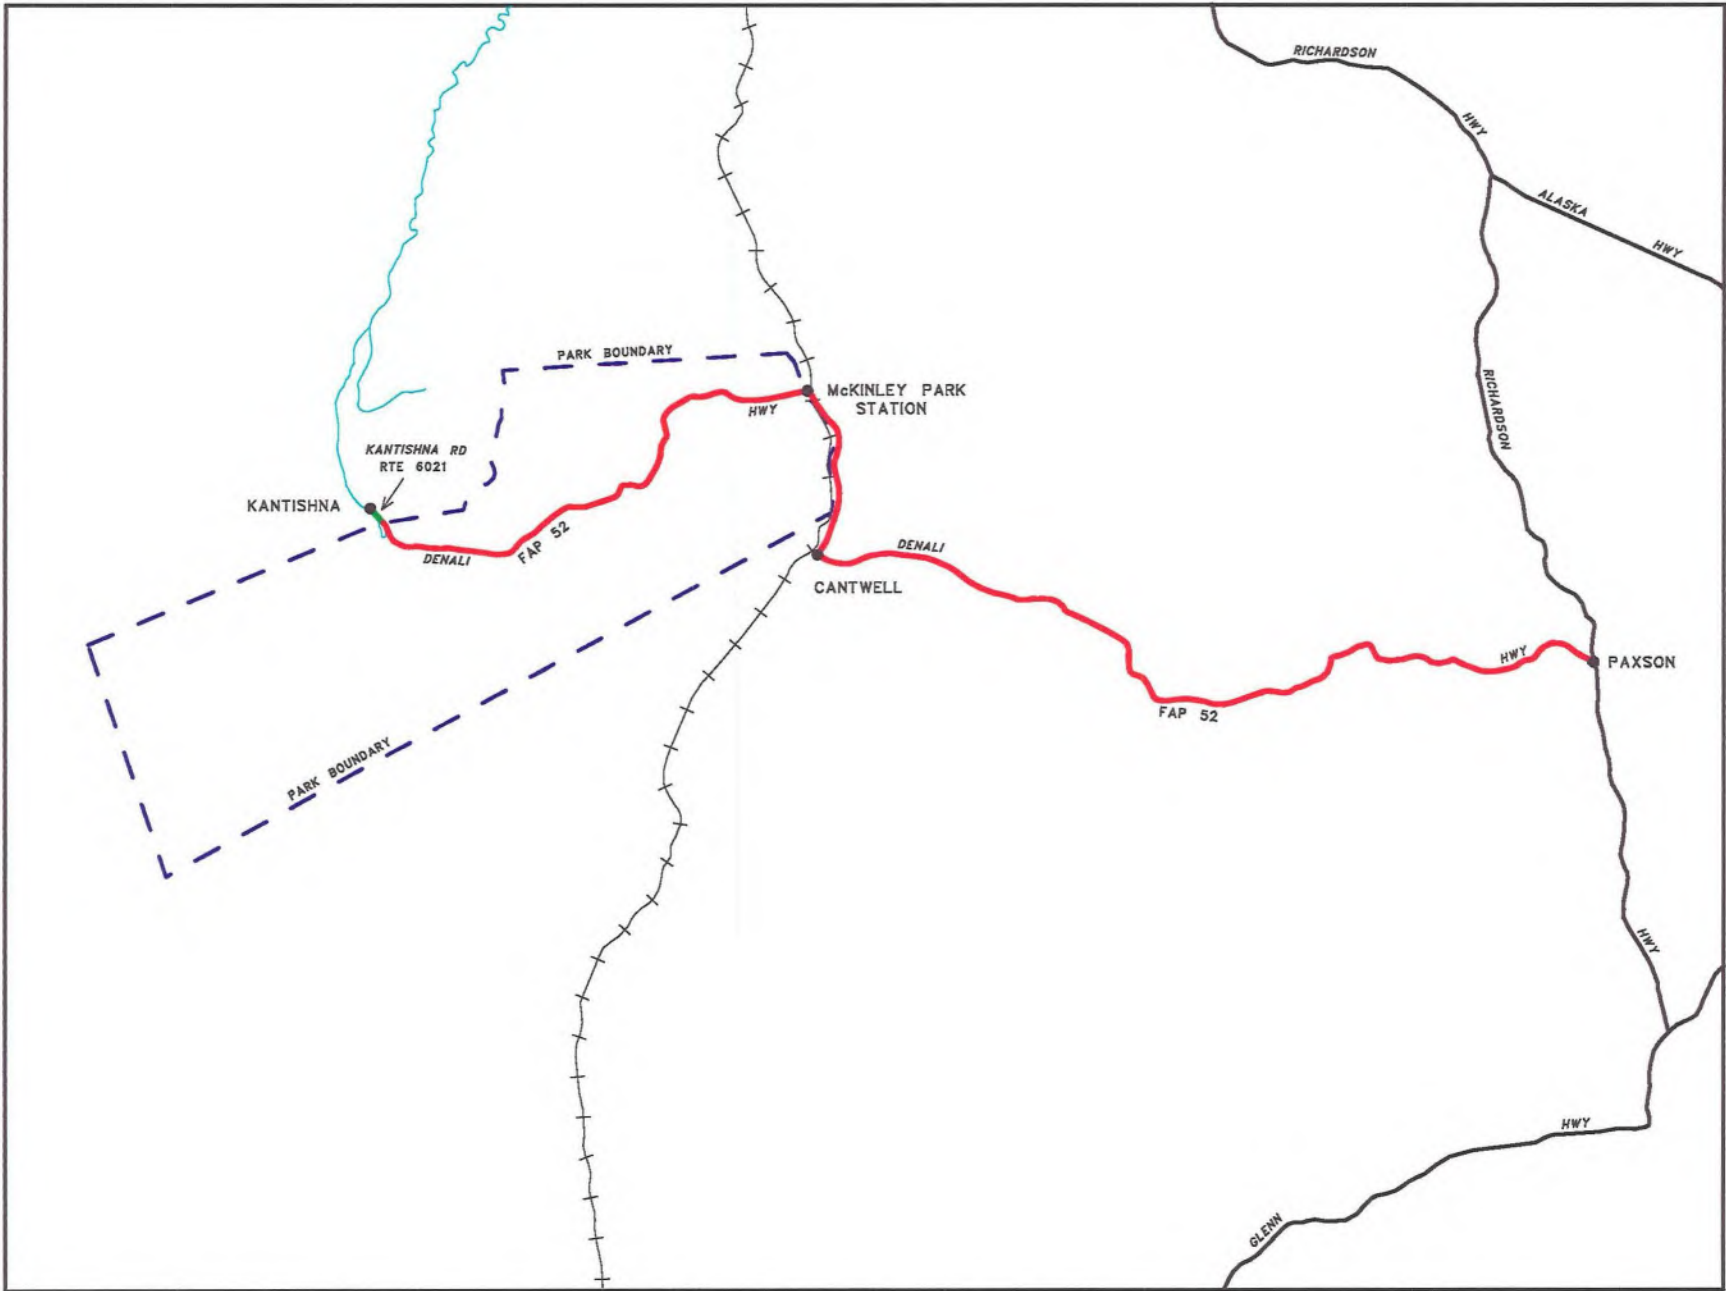 RICHARDSON
HWY
ALASKA
HWY
PARK BOUNDARY
McKINLEY PARK
STATION
HWY
RICHARDSON
KANTISHNA RD
RTE 6021
KANTISHNA
DENALI
FAP 52
DENALI
CANTWELL
HWY
PAXSON
FAP 52
PARK BOUNDARY
HWY
HWY
GLENN